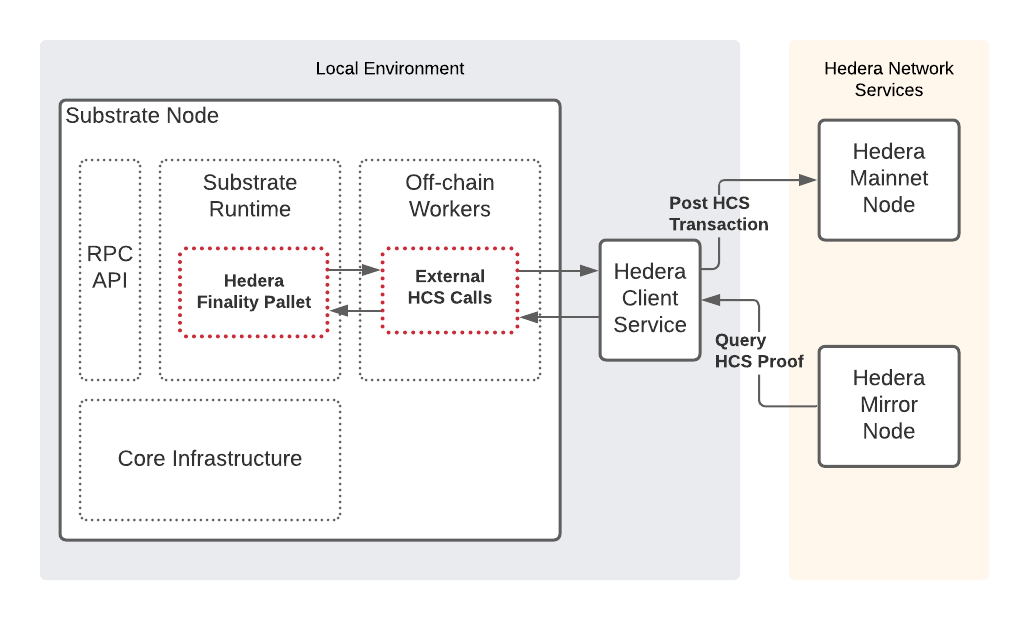 Local Environment
Hedera Network
Services
Substrate Node
RPC
API
Substrate
Runtime
Hedera
Finality Pallet
Off-chain
Workers
External
HCS Calls
Core Infrastructure
Hedera
Client
Service
Post HCS
Transaction
Query
HCS Proof
Hedera
Mainnet
Node
Hedera
Mirror
Node